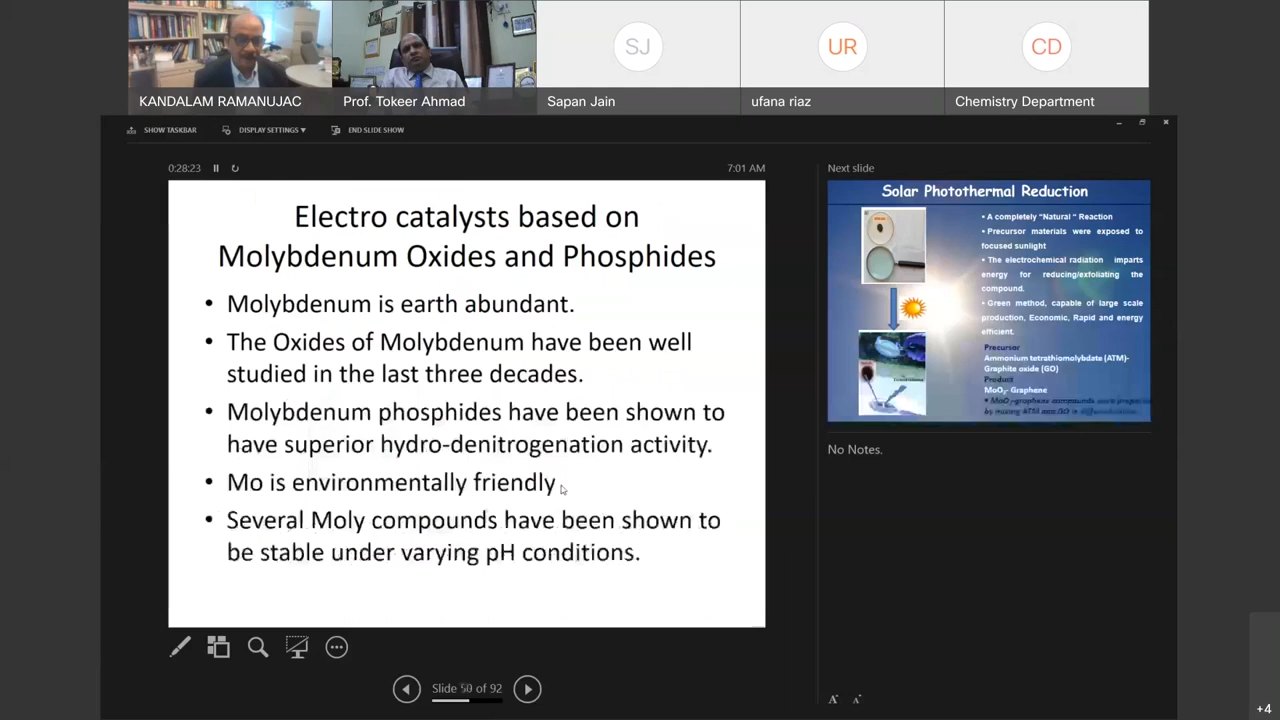 SJ
UR
CD
KANDALAM RAMANUJAC
Prof. Tokeer Ahmad
Sapan Jain
ufana riaz
Chemistry Department
SHOW TASKBAR
DISPLAY SETTINGS ▾
END SLIDE SHOW
0:28:23
7:01 AM
Electro catalysts based on
Molybdenum Oxides and Phosphides
• Molybdenum is earth abundant.
• The Oxides of Molybdenum have been well
studied in the last three decades.
• Molybdenum phosphides have been shown to
have superior hydro-denitrogenation activity.
• Mo is environmentally friendly
• Several Moly compounds have been shown to
be stable under varying pH conditions.
Slide 50 of 92
Next slide
Solar Photothermal Reduction
• A completely "Natural " Reaction
• Precursor materials were exposed to
focused sunlight
• The electrochemical radiation imparts
energy for reducing/exfoliating the
compound.
• Green method, capable of large scale
production, Economic, Rapid and energy
efficient.
Precursor
Ammonium tetrathiomolybdate (ATM)-
Graphite oxide (GO)
Product
MoO₂- Graphene
No Notes.
A A
+4